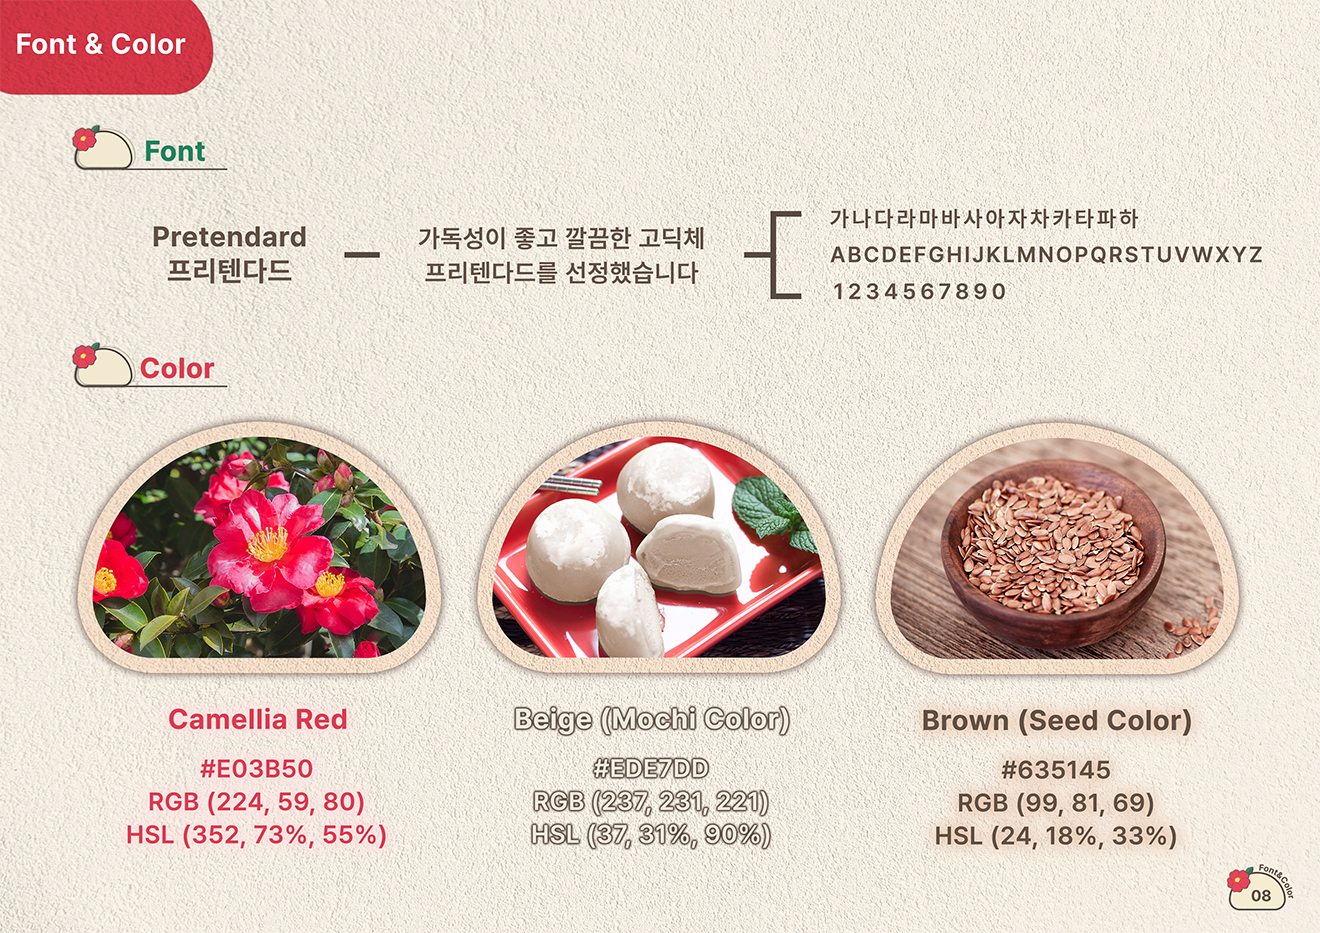 Font & Color
Font
Pretendard
프리텐다드
가독성이 좋고 깔끔한 고딕체
프리텐다드를 선정했습니다
가나다라마바사아자차카타파하
ABCDEFGHIJKLMNOPQRSTUVWXYZ
1234567890
Color
Camellia Red
#E03B50
RGB (224, 59, 80)
HSL (352, 73%, 55%)
Beige (Mochi Color)
#EDE7DD
RGB (237, 231, 221)
HSL (37, 31%, 90%)
Brown (Seed Color)
#635145
RGB (99, 81, 69)
HSL (24, 18%, 33%)
Font&Color
08